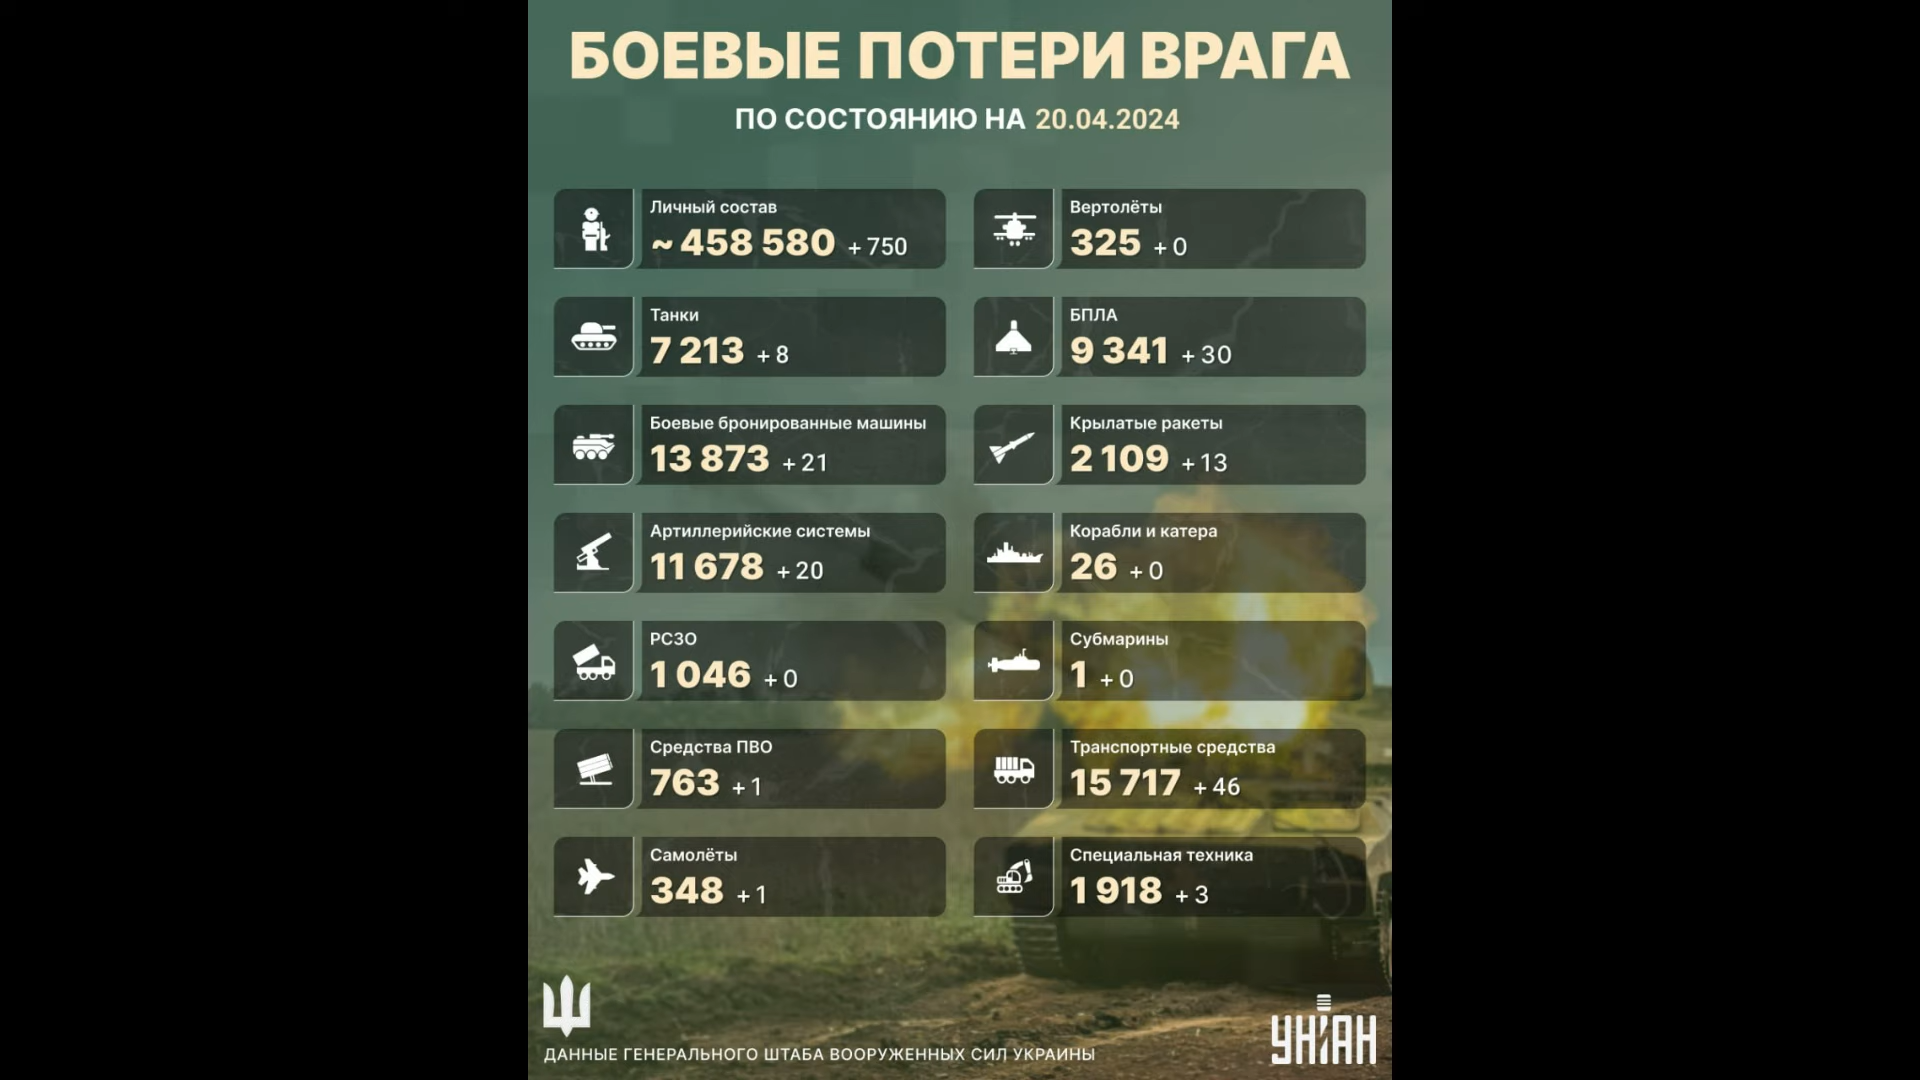 БОЕВЫЕ ПОТЕРИ ВРАГА
ПО СОСТОЯНИЮ НА 20.04.2024
Личный состав
~ 458 580 + 750
Танки
7 213 + 8
Боевые бронированные машины
13 873 + 21
Артиллерийские системы
11 678 + 20
РСЗО
1 046 + 0
Средства ПВО
763 + 1
Самолёты
348 + 1
Вертолёты
325 + 0
БПЛА
9 341 + 30
Крылатые ракеты
2 109 + 13
Корабли и катера
26 + 0
Субмарины
1 + 0
Транспортные средства
15 717 + 46
Специальная техника
1 918 + 3
ДАННЫЕ ГЕНЕРАЛЬНОГО ШТАБА ВООРУЖЕННЫХ СИЛ УКРАИНЫ
УНІАН